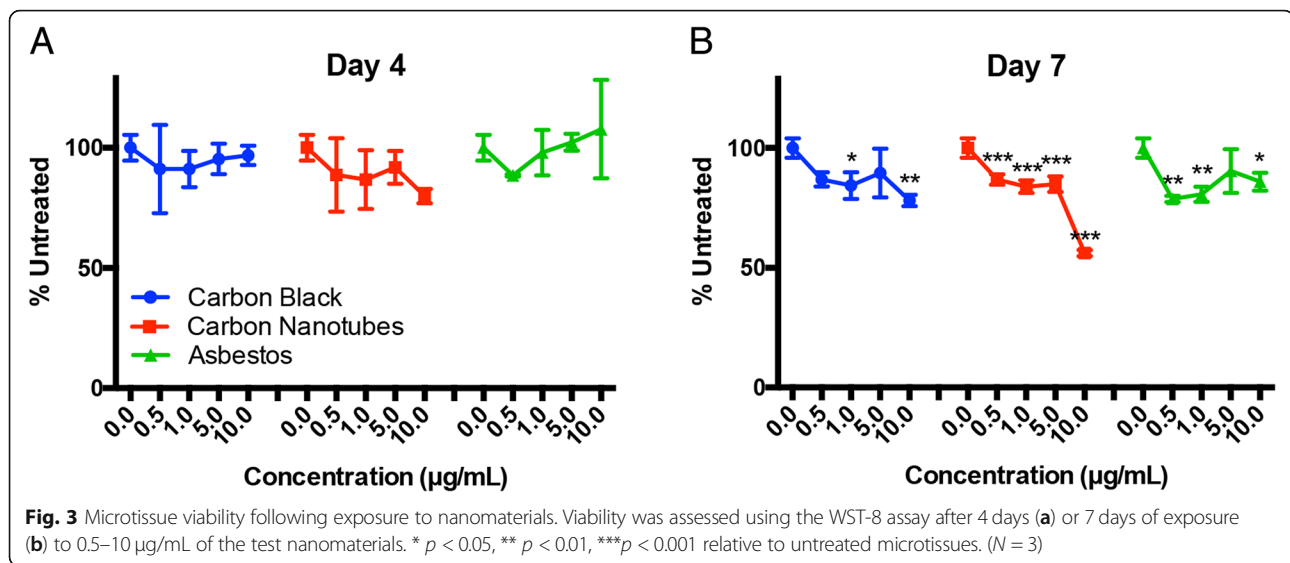 A
Day 4
% Untreated
100
50
0
Carbon Black
Carbon Nanotubes
Asbestos
0.0 0.5 1.0 5.0 10.0 0.0 0.5 1.0 5.0 10.0 0.0 0.5 1.0 5.0 10.0
Concentration (µg/mL)
B
Day 7
% Untreated
100
50
0
* ** *** *** *** *** ** ** *
0.0 0.5 1.0 5.0 10.0 0.0 0.5 1.0 5.0 10.0 0.0 0.5 1.0 5.0 10.0
Concentration (µg/mL)
Fig. 3 Microtissue viability following exposure to nanomaterials. Viability was assessed using the WST-8 assay after 4 days (a) or 7 days of exposure
(b) to 0.5–10 µg/mL of the test nanomaterials. * p < 0.05, ** p < 0.01, ***p < 0.001 relative to untreated microtissues. (N = 3)